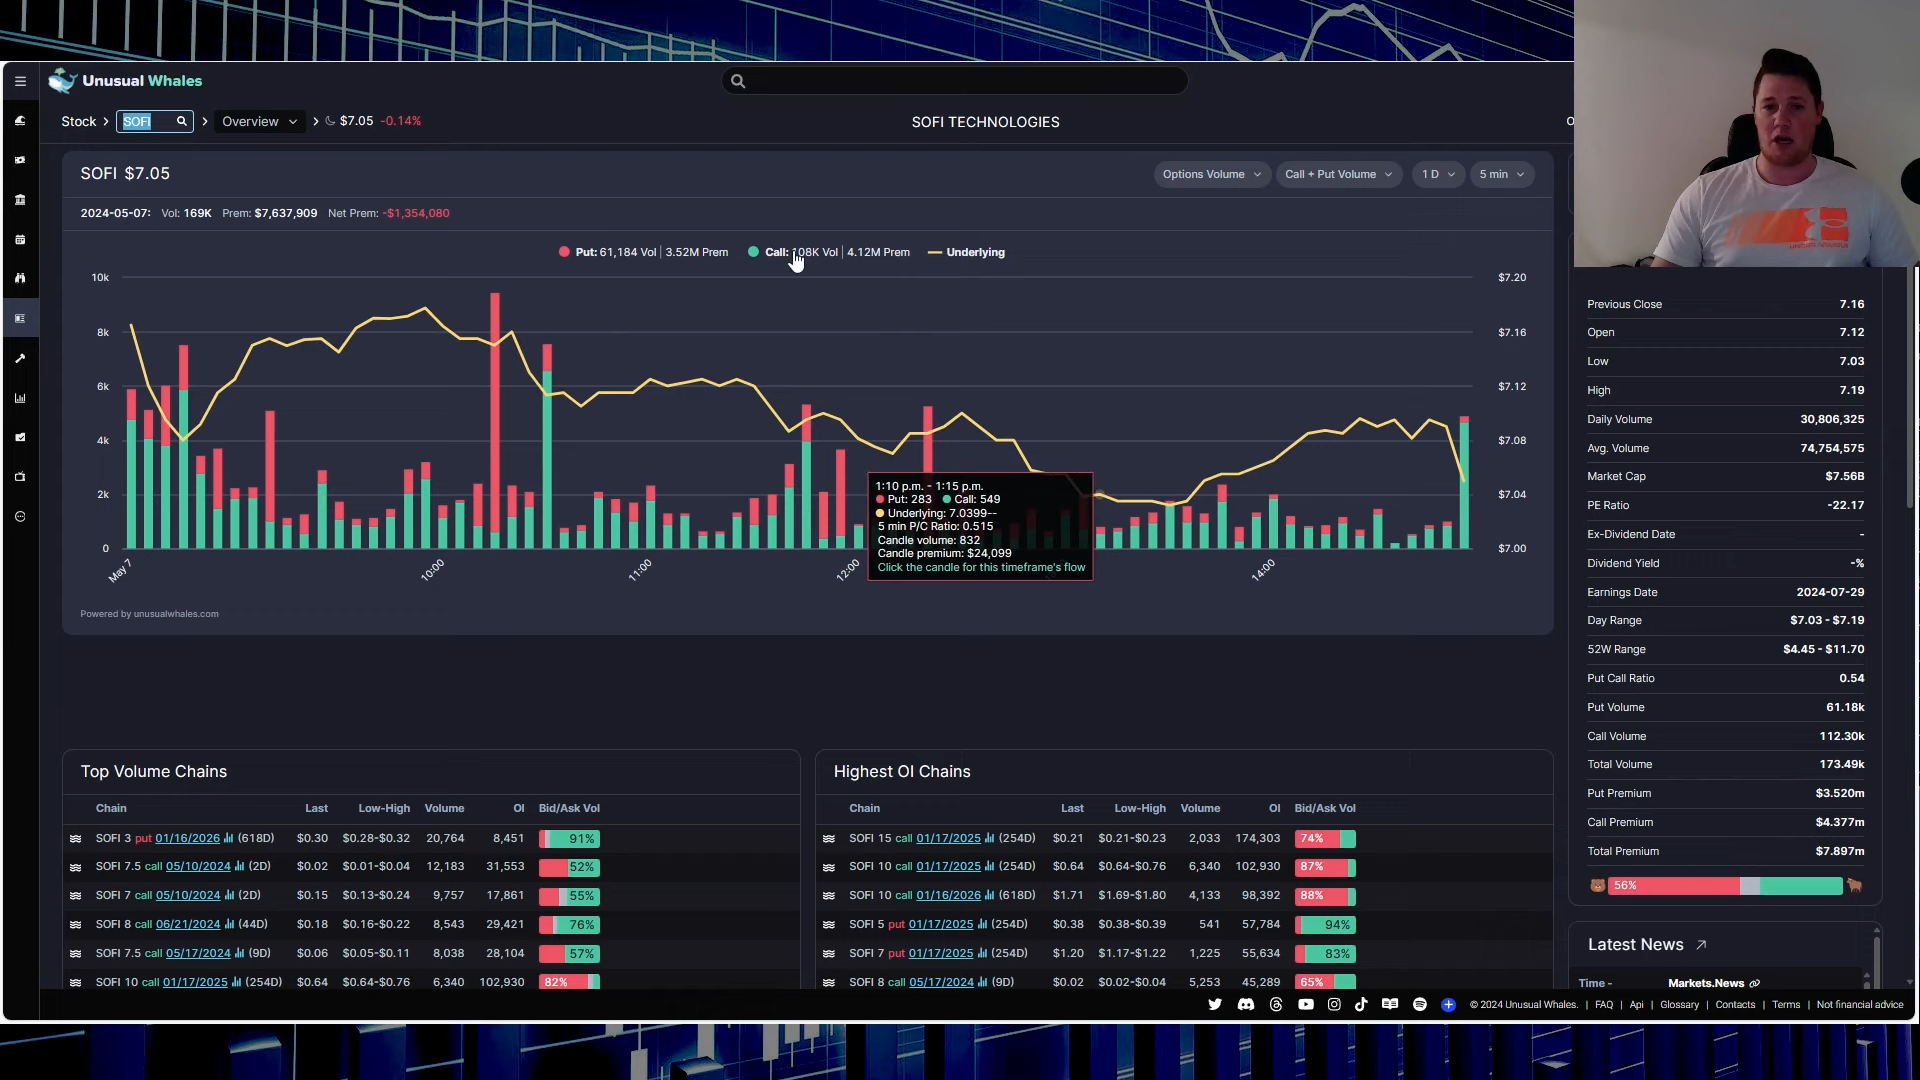 Unusual Whales
Stock > SOFI > Overview > $7.05 -0.14%
SOFI TECHNOLOGIES
O
SOFI $7.05
Options Volume
Call + Put Volume
1 D
5 min
2024-05-07: Vol: 169K Prem: $7,637,909 Net Prem: -$1,354,080
Put: 61,184 Vol | 3.52M Prem
Call: 108K Vol | 4.12M Prem
Underlying
10k
8k
6k
4k
2k
0
$7.20
$7.16
$7.12
$7.08
$7.04
$7.00
May 7
10:00
11:00
12:00
14:00
1:10 p.m. - 1:15 p.m.
Put: 283 Call: 549
Underlying: 7.0399--
5 min P/C Ratio: 0.515
Candle volume: 832
Candle premium: $24,099
Click the candle for this timeframe's flow
Powered by unusualwhales.com
Top Volume Chains
Chain Last Low-High Volume OI Bid/Ask Vol
SOFI 3 put 01/16/2026 (618D) $0.30 $0.28-$0.32 20,764 8,451 91%
SOFI 7.5 call 05/10/2024 (2D) $0.02 $0.01-$0.04 12,183 31,553 52%
SOFI 7 call 05/10/2024 (2D) $0.15 $0.13-$0.24 9,757 17,861 55%
SOFI 8 call 06/21/2024 (44D) $0.18 $0.16-$0.22 8,543 29,421 76%
SOFI 7.5 call 05/17/2024 (9D) $0.06 $0.05-$0.11 8,038 28,104 57%
SOFI 10 call 01/17/2025 (254D) $0.64 $0.64-$0.76 6,340 102,930 82%
Highest OI Chains
Chain Last Low-High Volume OI Bid/Ask Vol
SOFI 15 call 01/17/2025 (254D) $0.21 $0.21-$0.23 2,033 174,303 74%
SOFI 10 call 01/17/2025 (254D) $0.64 $0.64-$0.76 6,340 102,930 87%
SOFI 10 call 01/16/2026 (618D) $1.71 $1.69-$1.80 4,133 98,392 88%
SOFI 5 put 01/17/2025 (254D) $0.38 $0.38-$0.39 541 57,784 94%
SOFI 7 put 01/17/2025 (254D) $1.20 $1.17-$1.22 1,225 55,634 83%
SOFI 8 call 05/17/2024 (9D) $0.02 $0.02-$0.04 5,253 45,289 65%
Previous Close 7.16
Open 7.12
Low 7.03
High 7.19
Daily Volume 30,806,325
Avg. Volume 74,754,575
Market Cap $7.56B
PE Ratio -22.17
Ex-Dividend Date -
Dividend Yield -%
Earnings Date 2024-07-29
Day Range $7.03 - $7.19
52W Range $4.45 - $11.70
Put Call Ratio 0.54
Put Volume 61.18k
Call Volume 112.30k
Total Volume 173.49k
Put Premium $3.520m
Call Premium $4.377m
Total Premium $7.897m
56%
Latest News
Time - Markets.News
© 2024 Unusual Whales. | FAQ | Api | Glossary | Contacts | Terms | Not financial advice